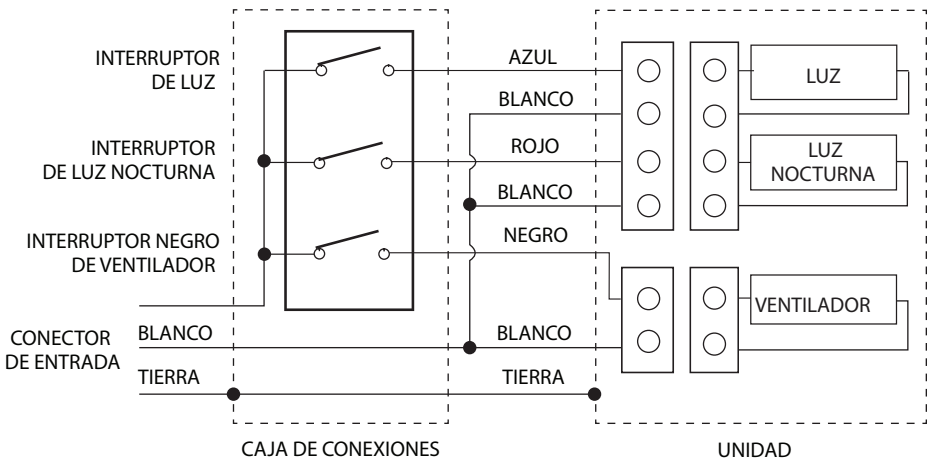 INTERRUPTOR
DE LUZ
AZUL
LUZ
BLANCO
INTERRUPTOR
DE LUZ NOCTURNA
ROJO
LUZ
NOCTURNA
BLANCO
INTERRUPTOR NEGRO
DE VENTILADOR
NEGRO
VENTILADOR
CONECTOR
DE ENTRADA
BLANCO
BLANCO
TIERRA
TIERRA
CAJA DE CONEXIONES
UNIDAD